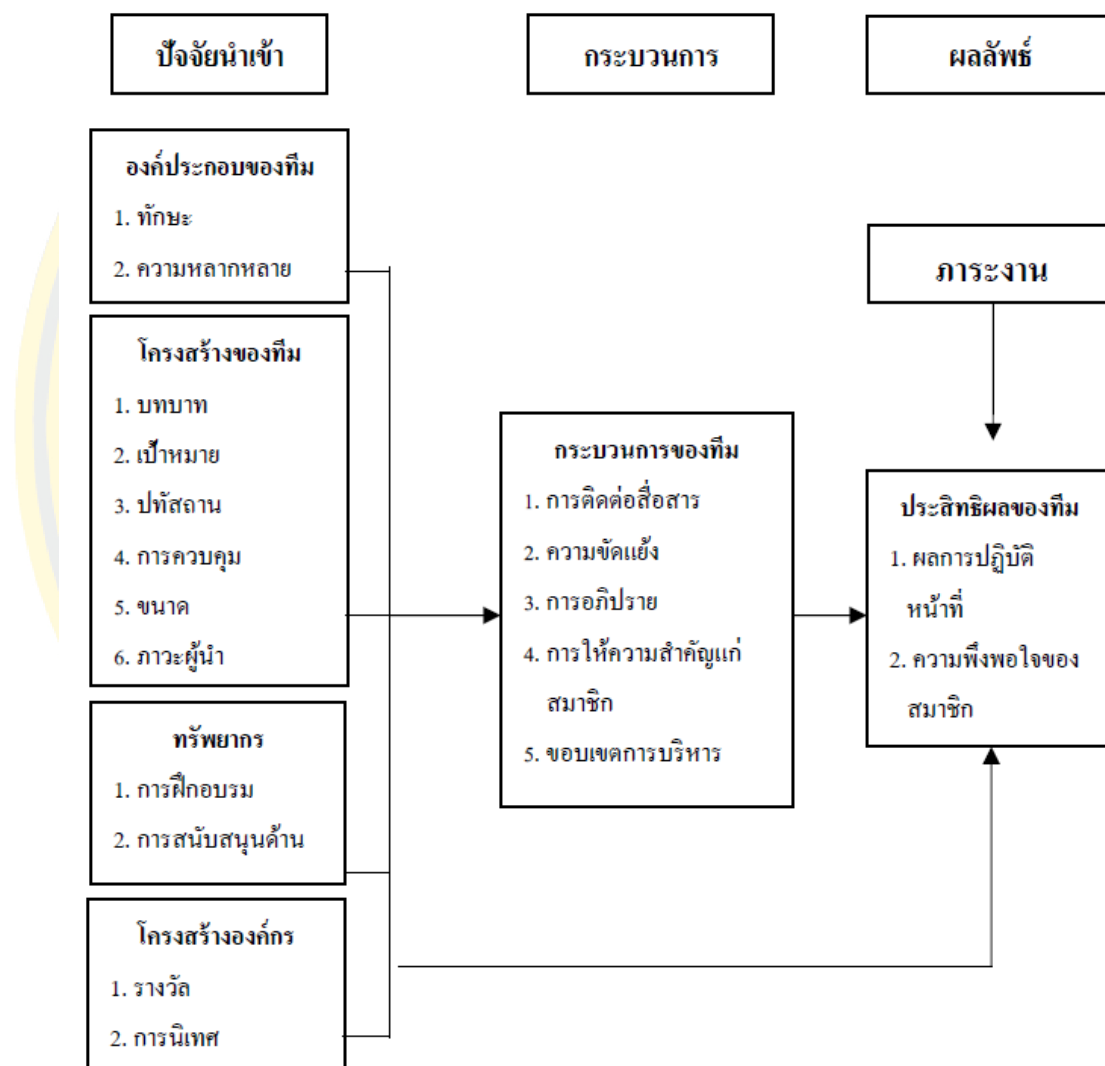 ปัจจัยนำเข้า
กระบวนการ
ผลลัพธ์
องค์ประกอบของทีม
1. ทักษะ
2. ความหลากหลาย
โครงสร้างของทีม
1. บทบาท
2. เป้าหมาย
3. ปทัสถาน
4. การควบคุม
5. ขนาด
6. ภาวะผู้นำ
ทรัพยากร
1. การฝึกอบรม
2. การสนับสนุนด้าน
โครงสร้างองค์กร
1. รางวัล
2. การนิเทศ
กระบวนการของทีม
1. การติดต่อสื่อสาร
2. ความขัดแย้ง
3. การอภิปราย
4. การให้ความสำคัญแก่
สมาชิก
5. ขอบเขตการบริหาร
ภาระงาน
ประสิทธิผลของทีม
1. ผลการปฏิบัติ
หน้าที่
2. ความพึงพอใจของ
สมาชิก